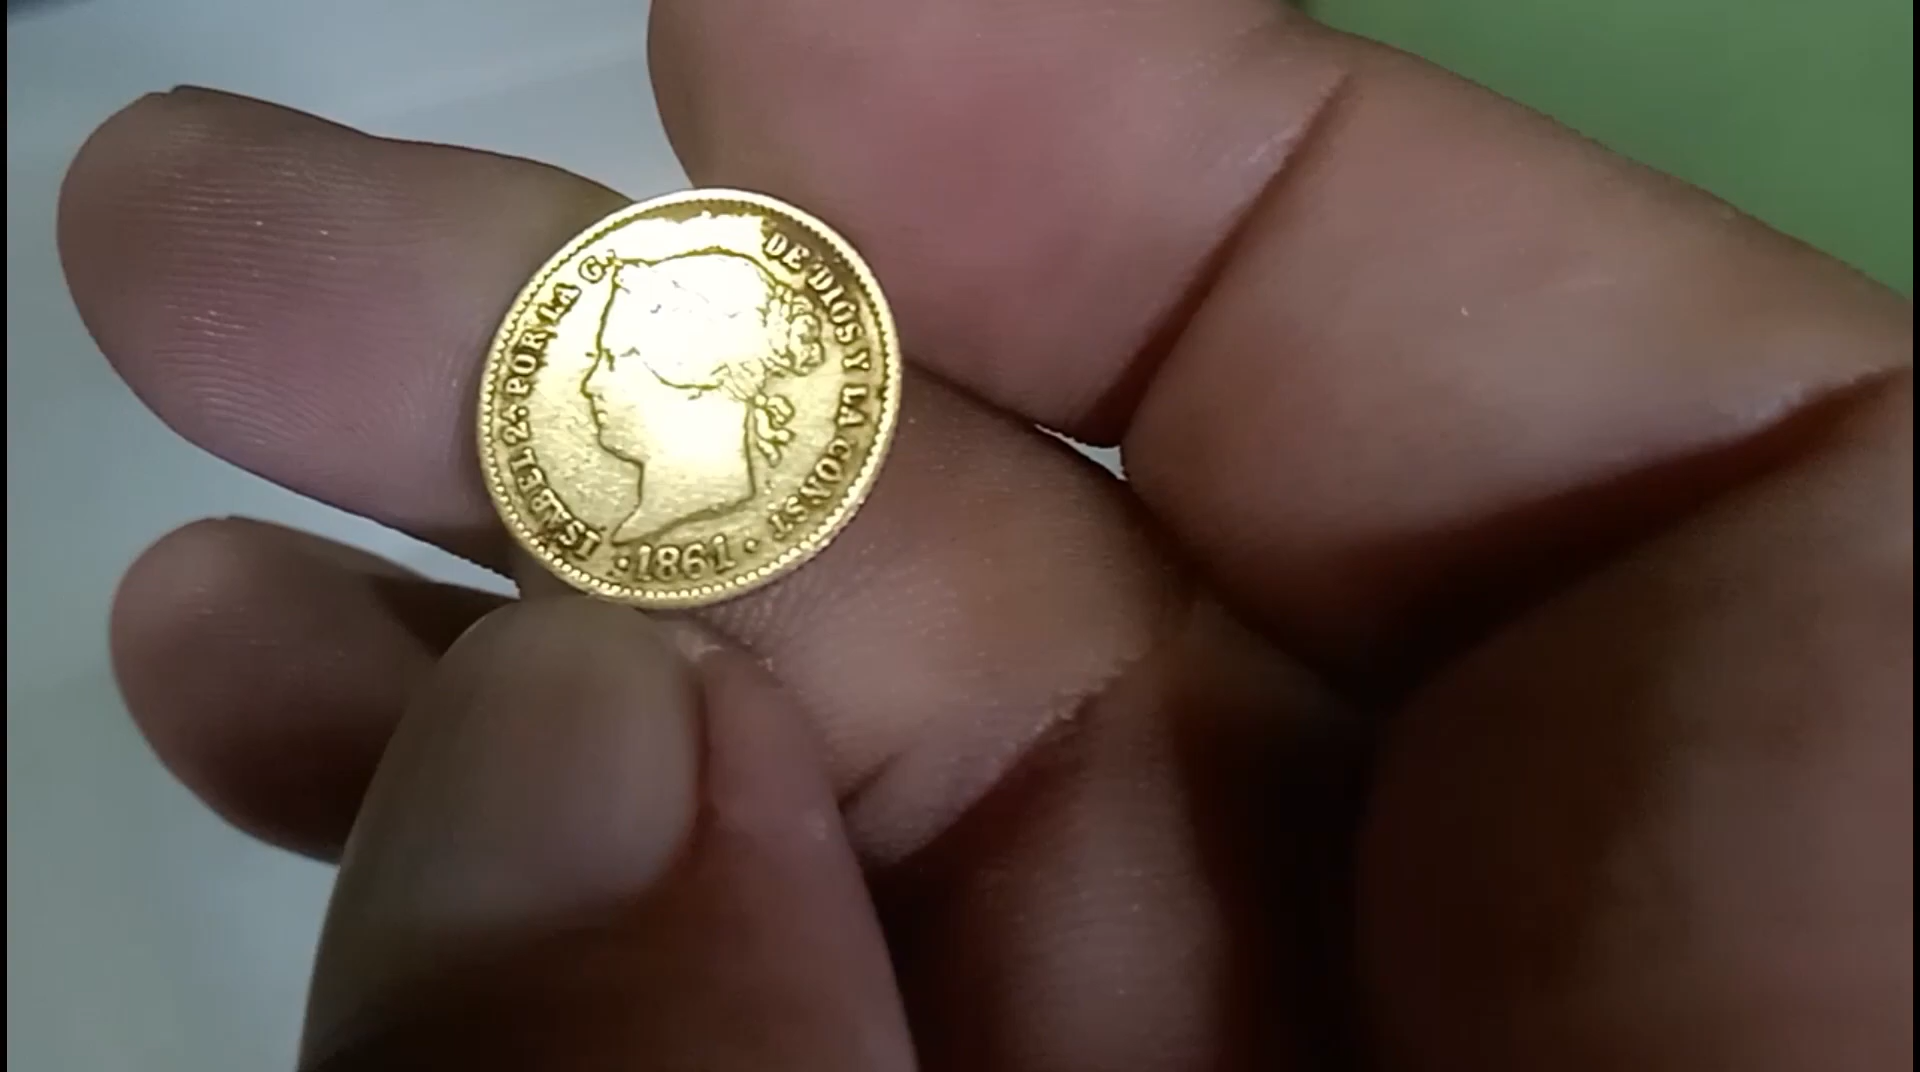 ISABEL 2ª POR LA G. DE DIOS Y LA CONST
·1861·